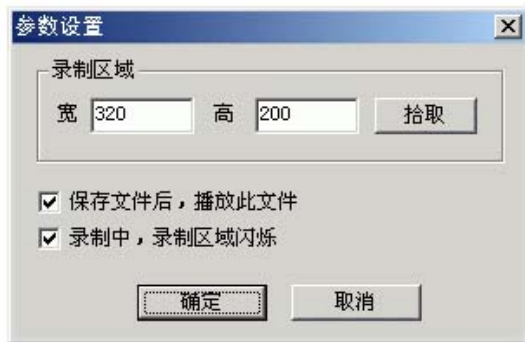 参数设置
录制区域
宽 320 高 200 拾取
保存文件后，播放此文件
录制中，录制区域闪烁
确定 取消